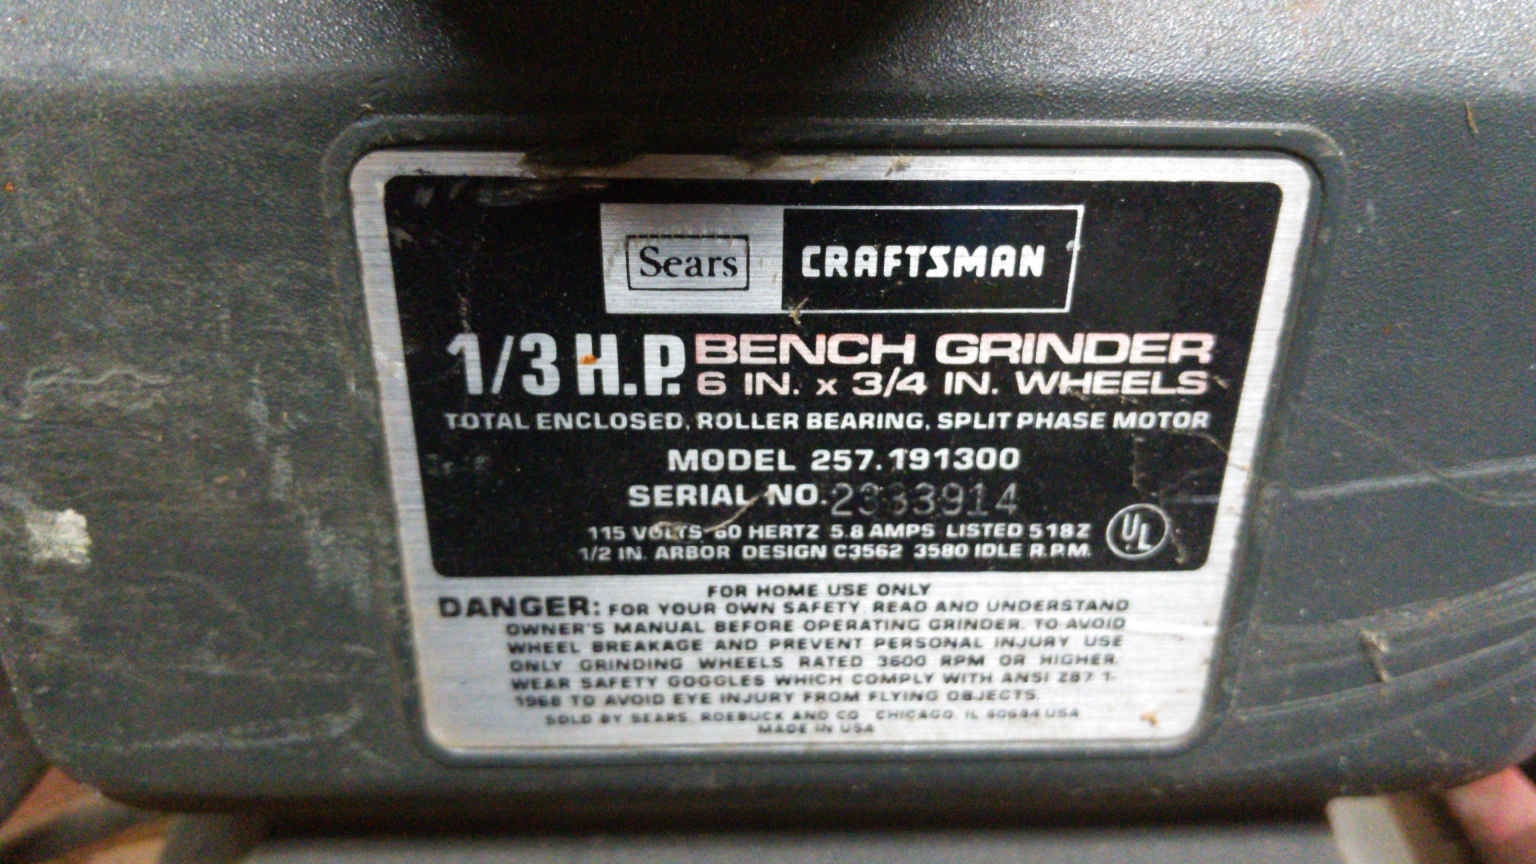 Sears CRAFTSMAN
1/3 H.P. BENCH GRINDER
6 IN. x 3/4 IN. WHEELS
TOTAL ENCLOSED, ROLLER BEARING, SPLIT PHASE MOTOR
MODEL 257.191300
SERIAL NO. 2333914
115 VOLTS 60 HERTZ 5.8 AMPS LISTED 518Z
1/2 IN. ARBOR DESIGN C3562 3580 IDLE R.P.M.
UL
FOR HOME USE ONLY
DANGER: FOR YOUR OWN SAFETY, READ AND UNDERSTAND
OWNER'S MANUAL BEFORE OPERATING GRINDER. TO AVOID
WHEEL BREAKAGE AND PREVENT PERSONAL INJURY USE
ONLY GRINDING WHEELS RATED 3600 RPM OR HIGHER.
WEAR SAFETY GOGGLES WHICH COMPLY WITH ANSI Z87.1-
1968 TO AVOID EYE INJURY FROM FLYING OBJECTS.
SOLD BY SEARS, ROEBUCK AND CO. CHICAGO, IL 60684 USA
MADE IN USA